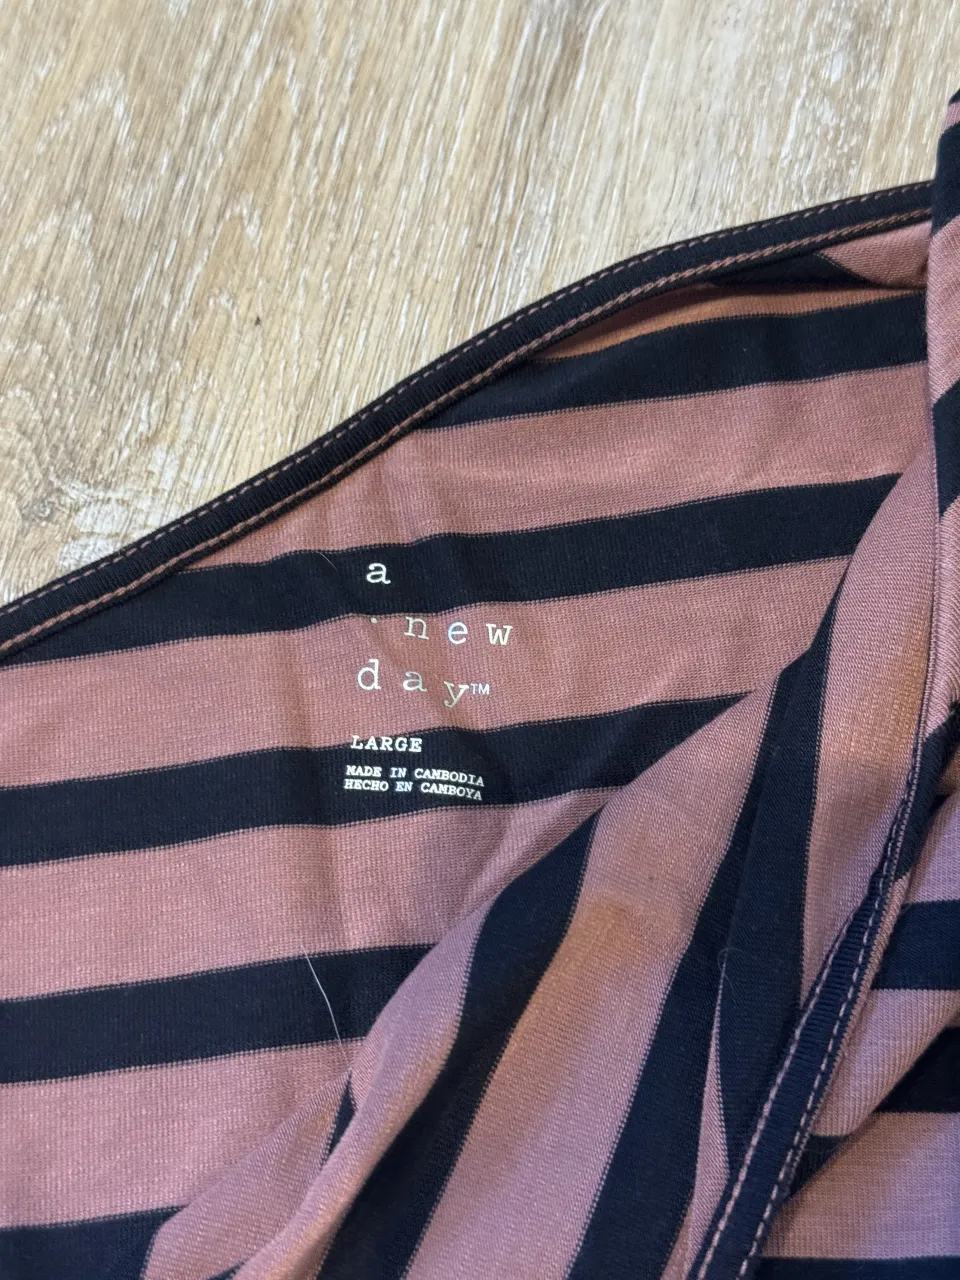 a
· new
day™
LARGE
MADE IN CAMBODIA
HECHO EN CAMBOYA